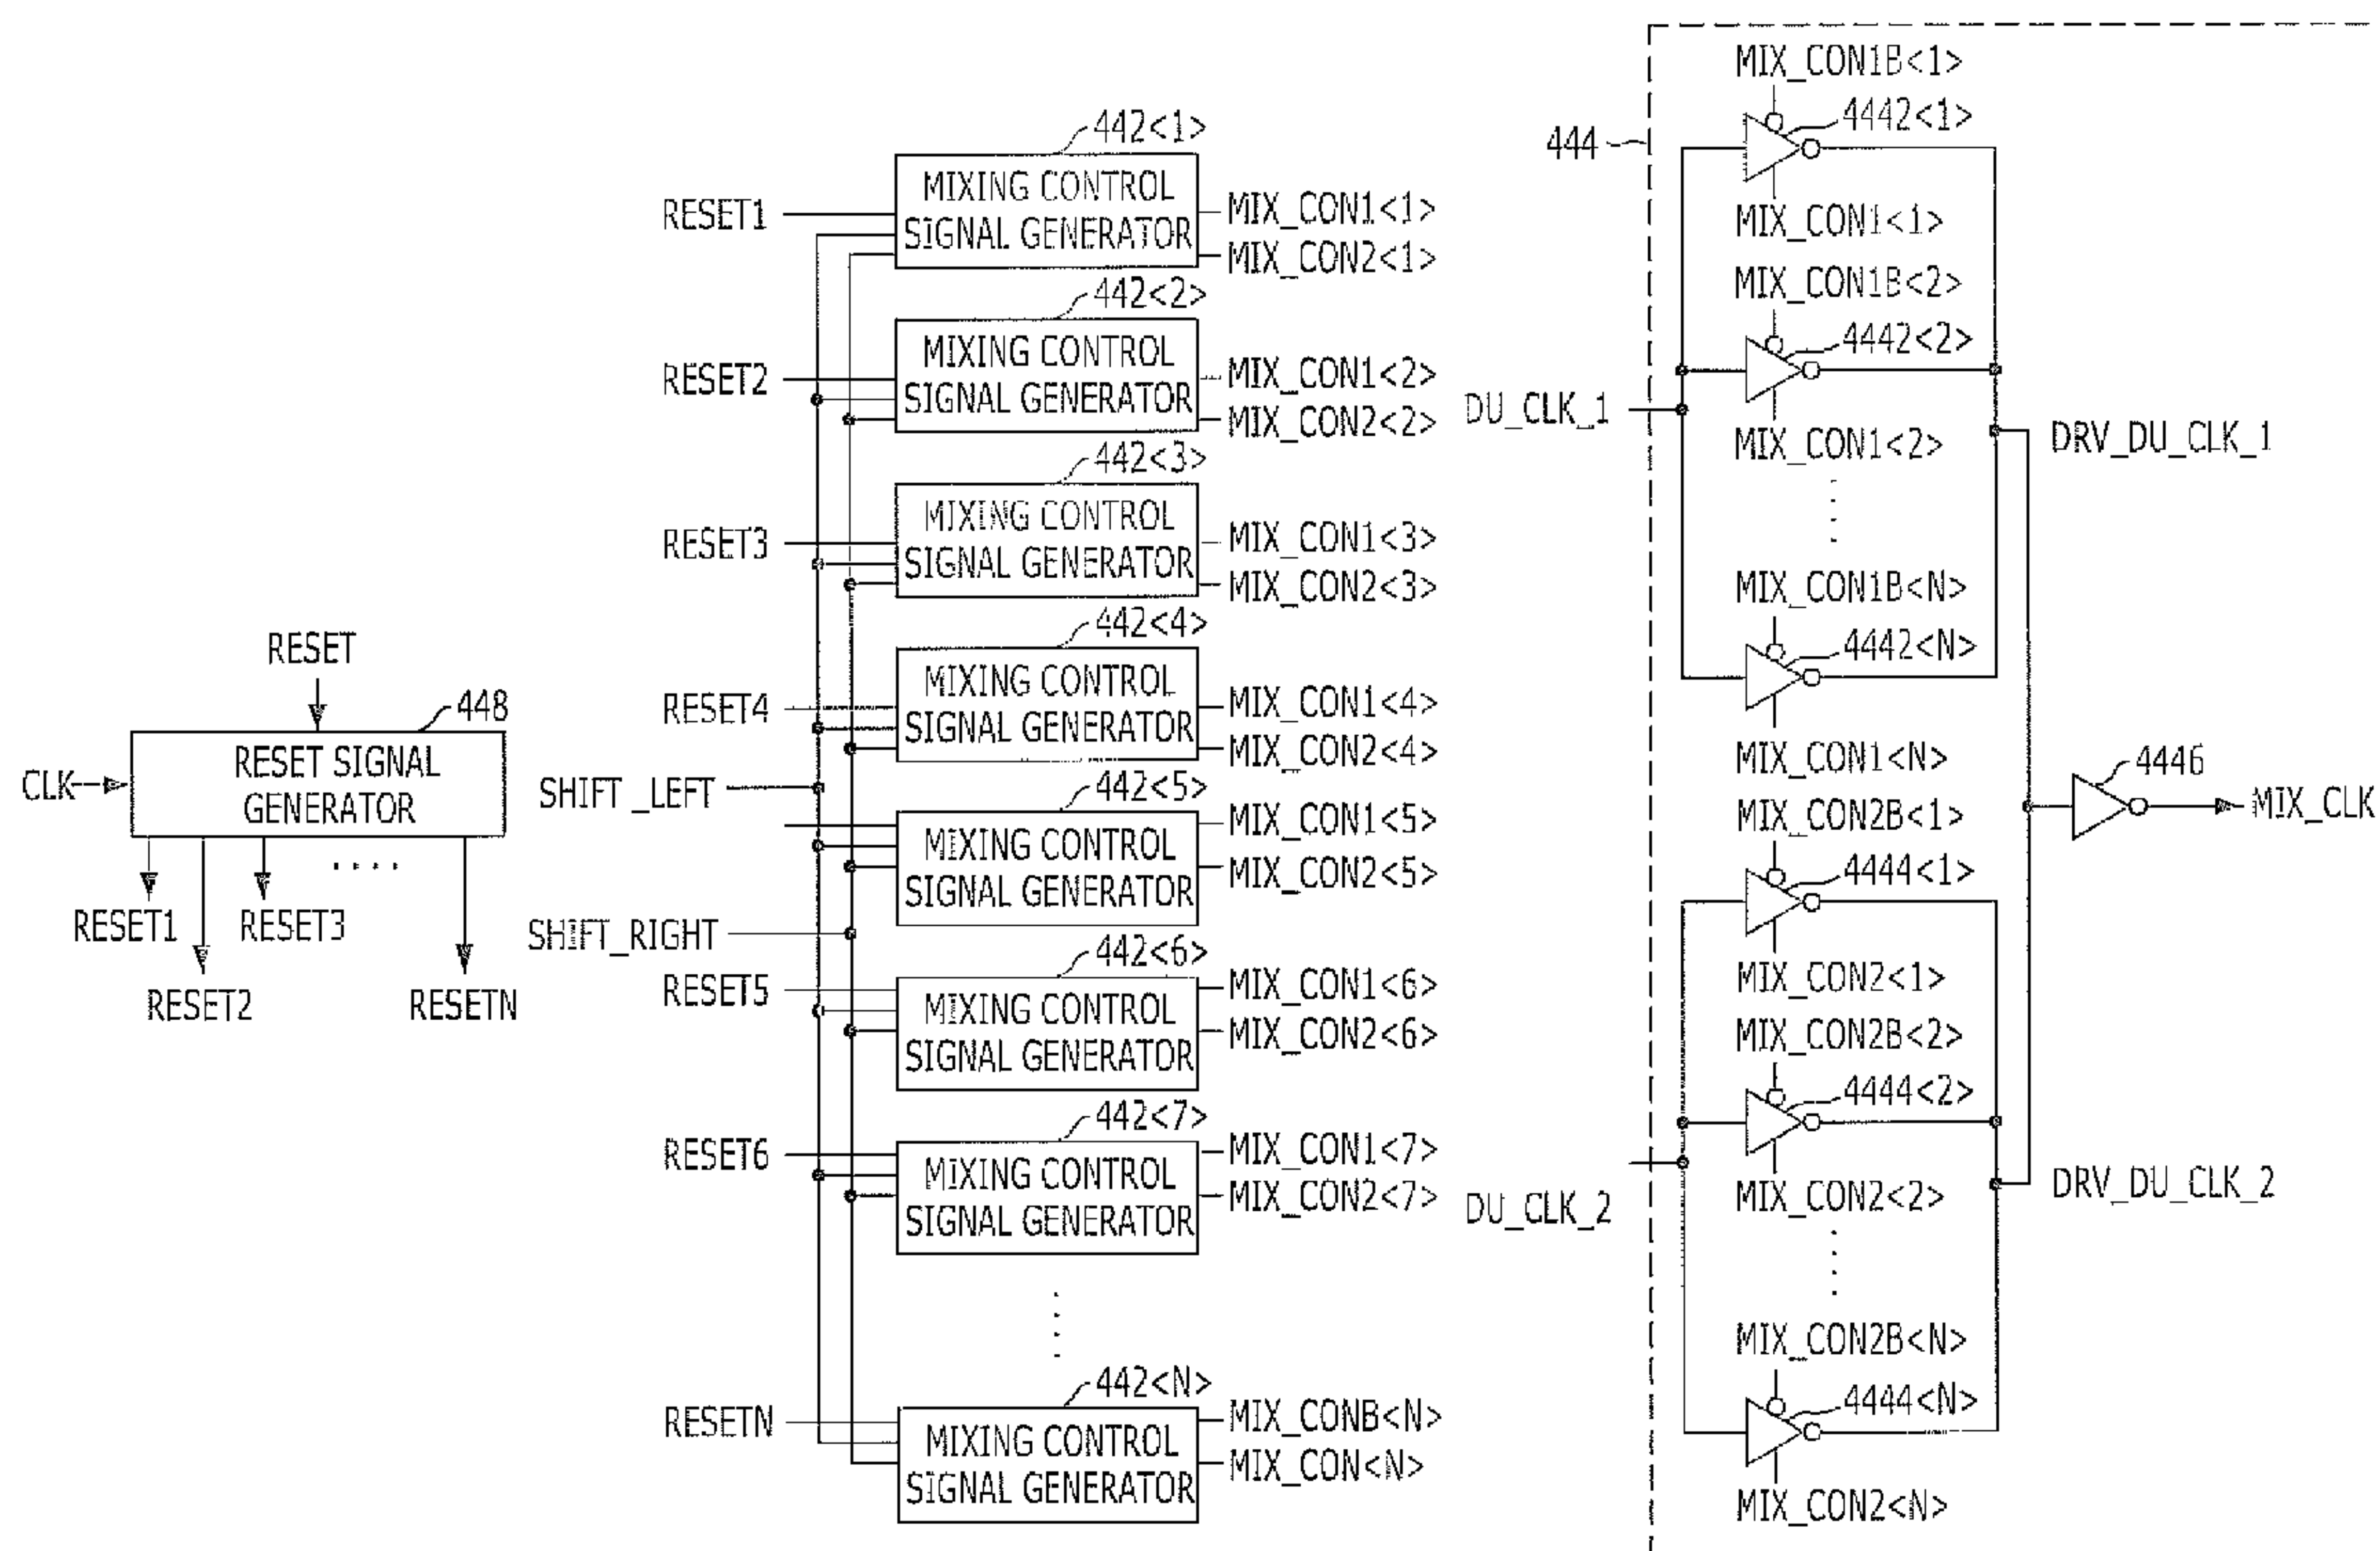 RESET
448
CLK
RESET SIGNAL
GENERATOR
. . . .
RESET1
RESET3
RESET2
RESETN
442<1>
RESET1
MIXING CONTROL
SIGNAL GENERATOR
MIX_CON1<1>
MIX_CON2<1>
442<2>
RESET2
MIXING CONTROL
SIGNAL GENERATOR
MIX_CON1<2>
MIX_CON2<2>
442<3>
RESET3
MIXING CONTROL
SIGNAL GENERATOR
MIX_CON1<3>
MIX_CON2<3>
442<4>
RESET4
MIXING CONTROL
SIGNAL GENERATOR
MIX_CON1<4>
MIX_CON2<4>
SHIFT_LEFT
442<5>
MIXING CONTROL
SIGNAL GENERATOR
MIX_CON1<5>
MIX_CON2<5>
SHIFT_RIGHT
442<6>
RESET5
MIXING CONTROL
SIGNAL GENERATOR
MIX_CON1<6>
MIX_CON2<6>
442<7>
RESET6
MIXING CONTROL
SIGNAL GENERATOR
MIX_CON1<7>
MIX_CON2<7>
442<N>
RESETN
MIXING CONTROL
SIGNAL GENERATOR
MIX_CONB<N>
MIX_CON<N>
444
MIX_CON1B<1>
4442<1>
MIX_CON1<1>
MIX_CON1B<2>
4442<2>
DU_CLK_1
MIX_CON1<2>
DRV_DU_CLK_1
MIX_CON1B<N>
4442<N>
MIX_CON1<N>
4446
MIX_CLK
MIX_CON2B<1>
4444<1>
MIX_CON2<1>
MIX_CON2B<2>
4444<2>
DU_CLK_2
MIX_CON2<2>
DRV_DU_CLK_2
MIX_CON2B<N>
4444<N>
MIX_CON2<N>